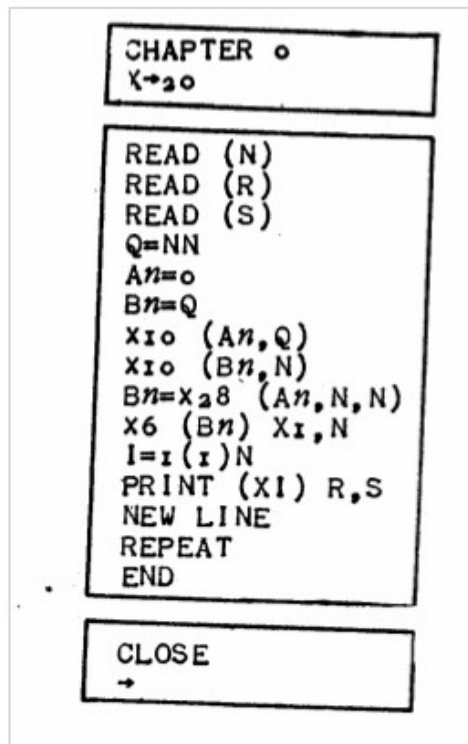 CHAPTER 0
X→20
READ (N)
READ (R)
READ (S)
Q=NN
An=0
Bn=Q
X10 (An,Q)
X10 (Bn,N)
Bn=X28 (An,N,N)
X6 (Bn) X1,N
I=1(1)N
PRINT (XI) R,S
NEW LINE
REPEAT
END
CLOSE
→